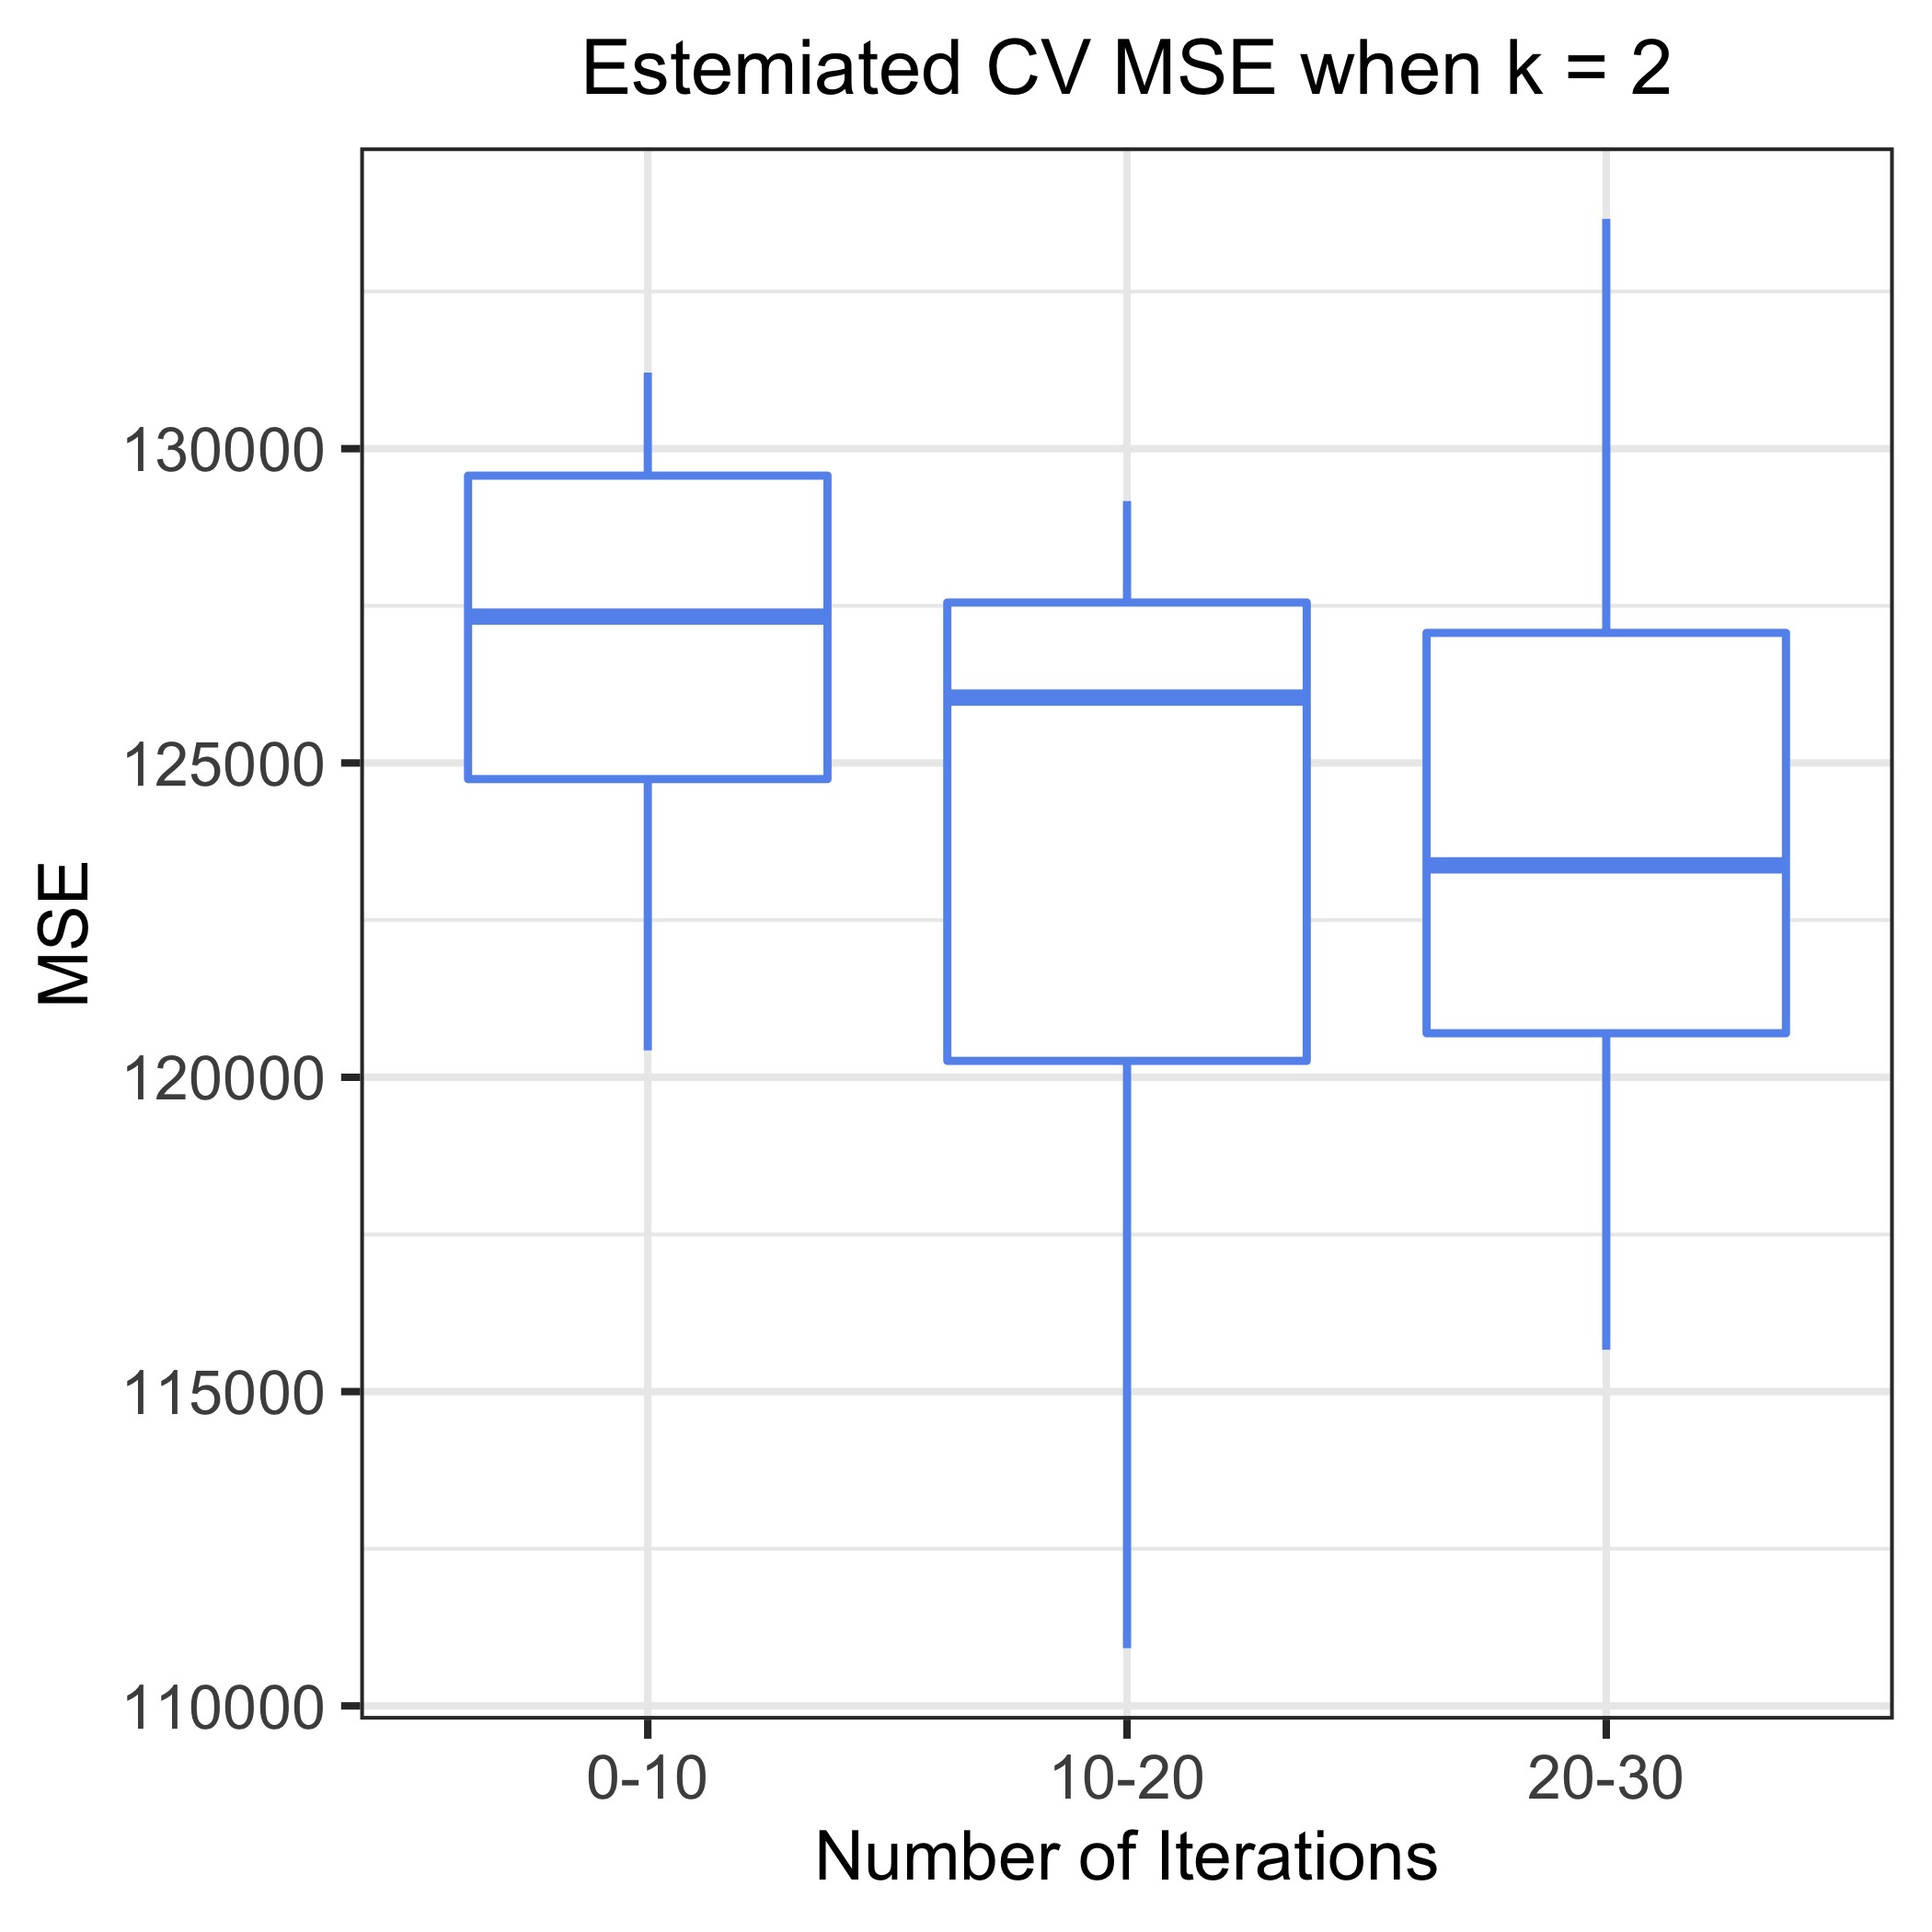 Estemiated CV MSE when k = 2
130000
125000
120000
115000
110000
MSE
0-10 10-20 20-30
Number of Iterations